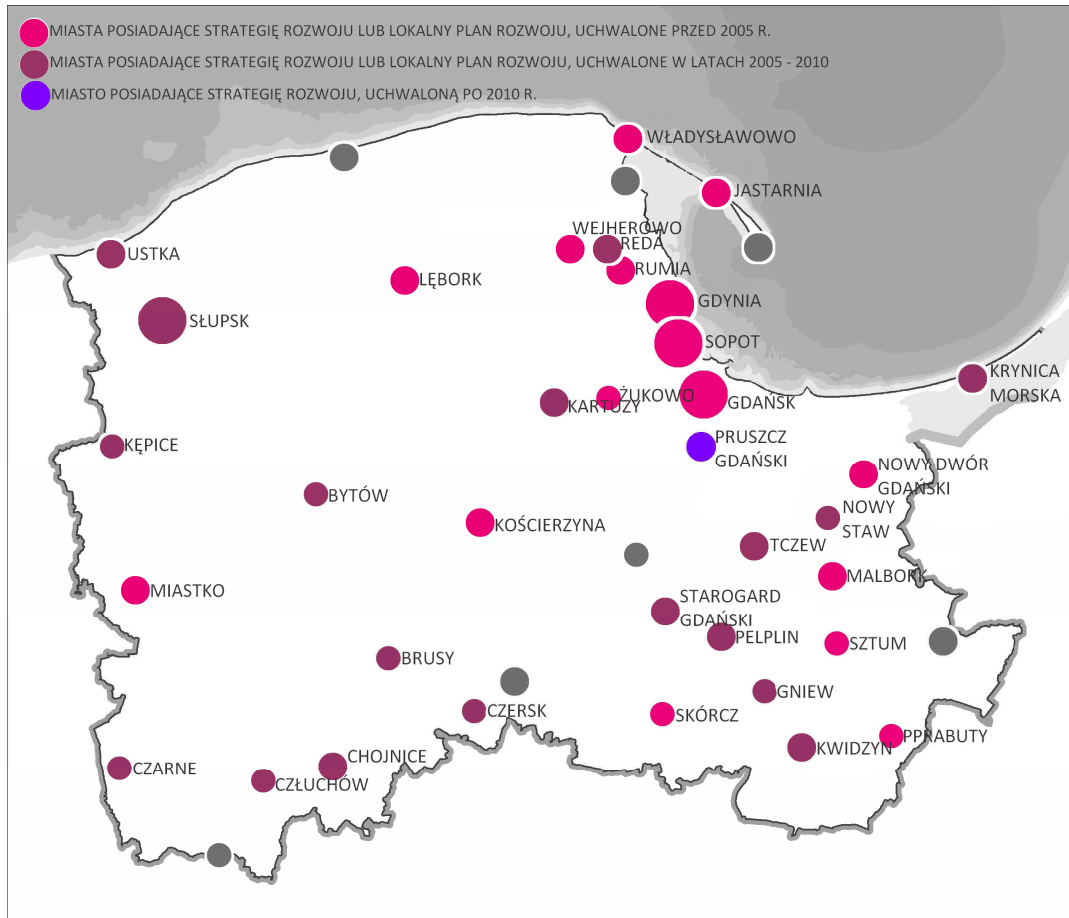 MIASTA POSIADAJĄCE STRATEGIĘ ROZWOJU LUB LOKALNY PLAN ROZWOJU, UCHWALONE PRZED 2005 R.
MIASTA POSIADAJĄCE STRATEGIĘ ROZWOJU LUB LOKALNY PLAN ROZWOJU, UCHWALONE W LATACH 2005 - 2010
MIASTO POSIADAJĄCE STRATEGIĘ ROZWOJU, UCHWALONĄ PO 2010 R.
WŁADYSŁAWOWO
JASTARNIA
WEJHEROWO
REDA
USTKA
RUMIA
LĘBORK
GDYNIA
SŁUPSK
SOPOT
KRYNICA
MORSKA
ŻUKOWO
KARTUZY
GDAŃSK
PRUSZCZ
GDAŃSKI
KĘPICE
NOWY DWÓR
GDAŃSKI
BYTÓW
NOWY
STAW
KOŚCIERZYNA
TCZEW
MALBORK
MIASTKO
STAROGARD
GDAŃSKI
PELPLIN
SZTUM
BRUSY
GNIEW
CZERSK
SKÓRCZ
PPRABUTY
KWIDZYN
CHOJNICE
CZARNE
CZŁUCHÓW